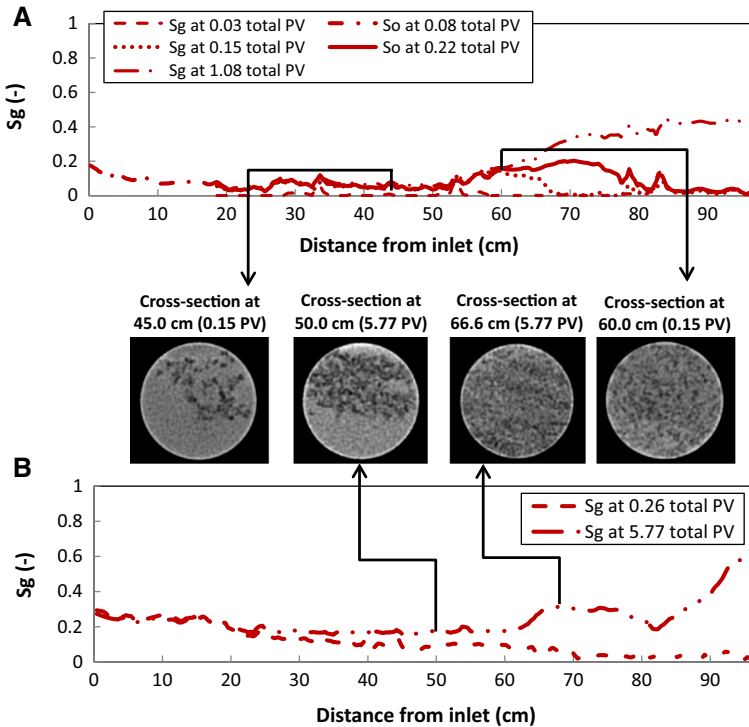 A
Sg at 0.03 total PV
So at 0.08 total PV
Sg at 0.15 total PV
So at 0.22 total PV
Sg at 1.08 total PV
1
0.8
0.6
0.4
0.2
0
Sg (-)
0 10 20 30 40 50 60 70 80 90
Distance from inlet (cm)
Cross-section at
45.0 cm (0.15 PV)
Cross-section at
50.0 cm (5.77 PV)
Cross-section at
66.6 cm (5.77 PV)
Cross-section at
60.0 cm (0.15 PV)
B
Sg at 0.26 total PV
Sg at 5.77 total PV
1
0.8
0.6
0.4
0.2
0
Sg (-)
0 10 20 30 40 50 60 70 80 90
Distance from inlet (cm)